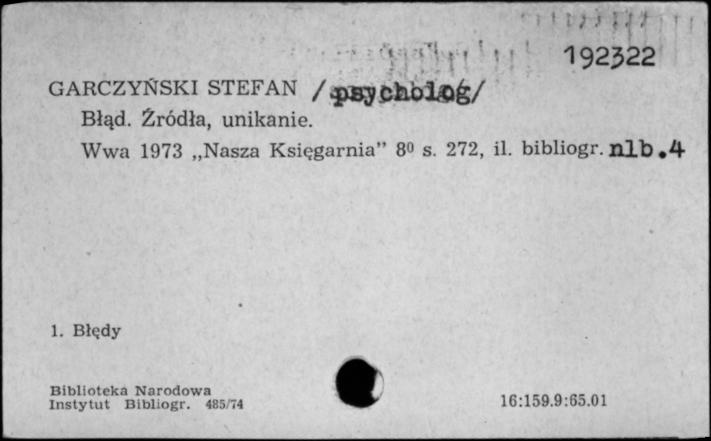 192322
GARCZYŃSKI STEFAN /psycholog/
Błąd. Źródła, unikanie.
Wwa 1973 „Nasza Księgarnia” 8⁰ s. 272, il. bibliogr. nlb.4
1. Błędy
Biblioteka Narodowa
Instytut Bibliogr. 485/74
16:159.9:65.01